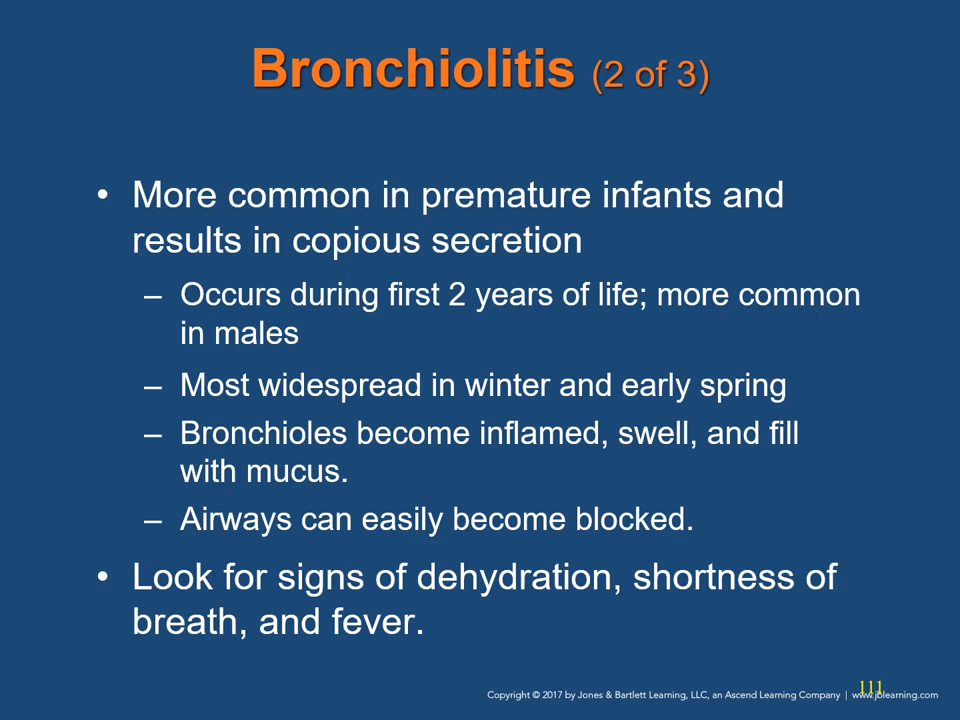 Bronchiolitis (2 of 3)
• More common in premature infants and
results in copious secretion
– Occurs during first 2 years of life; more common
in males
– Most widespread in winter and early spring
– Bronchioles become inflamed, swell, and fill
with mucus.
– Airways can easily become blocked.
• Look for signs of dehydration, shortness of
breath, and fever.
111
Copyright © 2017 by Jones & Bartlett Learning, LLC, an Ascend Learning Company | www.jblearning.com